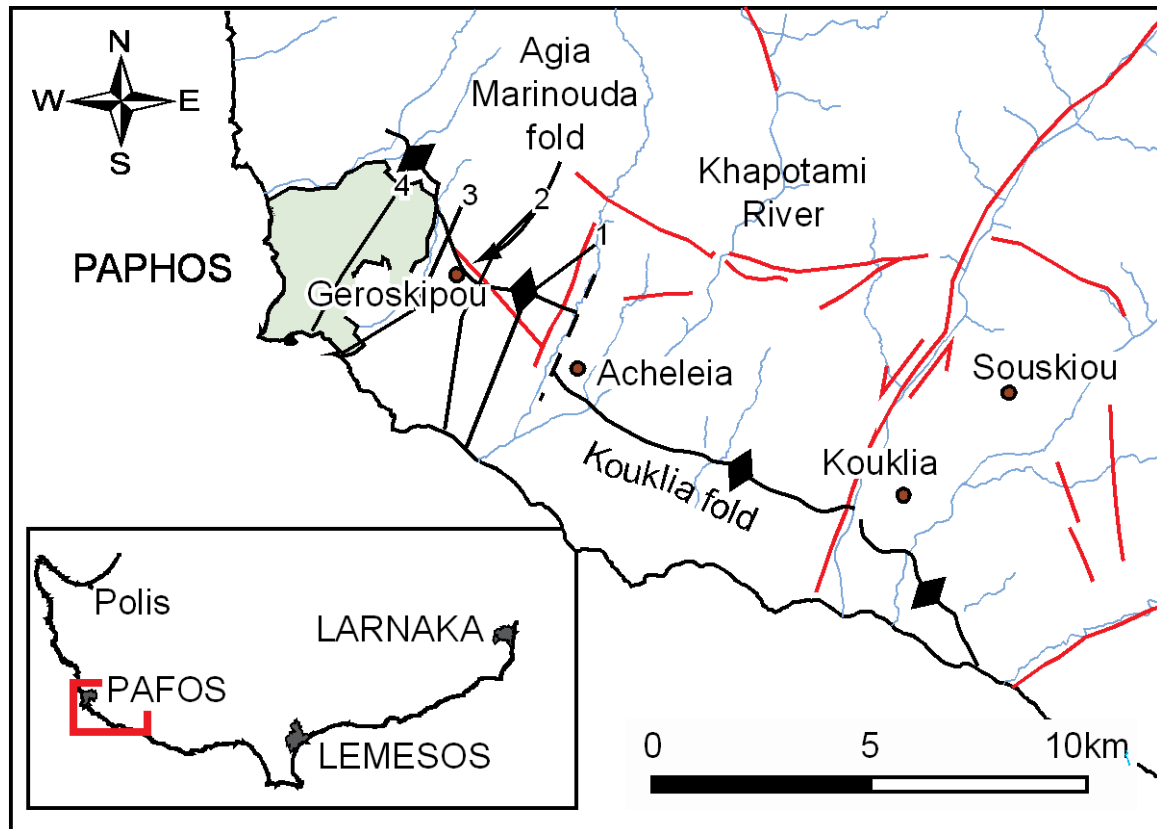 N
W E
S
Agia
Marinouda
fold
Khapotami
River
4
3
2
1
PAPHOS
Geroskipou
Acheleia
Souskiou
Kouklia
Kouklia fold
Polis
LARNAKA
PAFOS
LEMESOS
0 5 10km